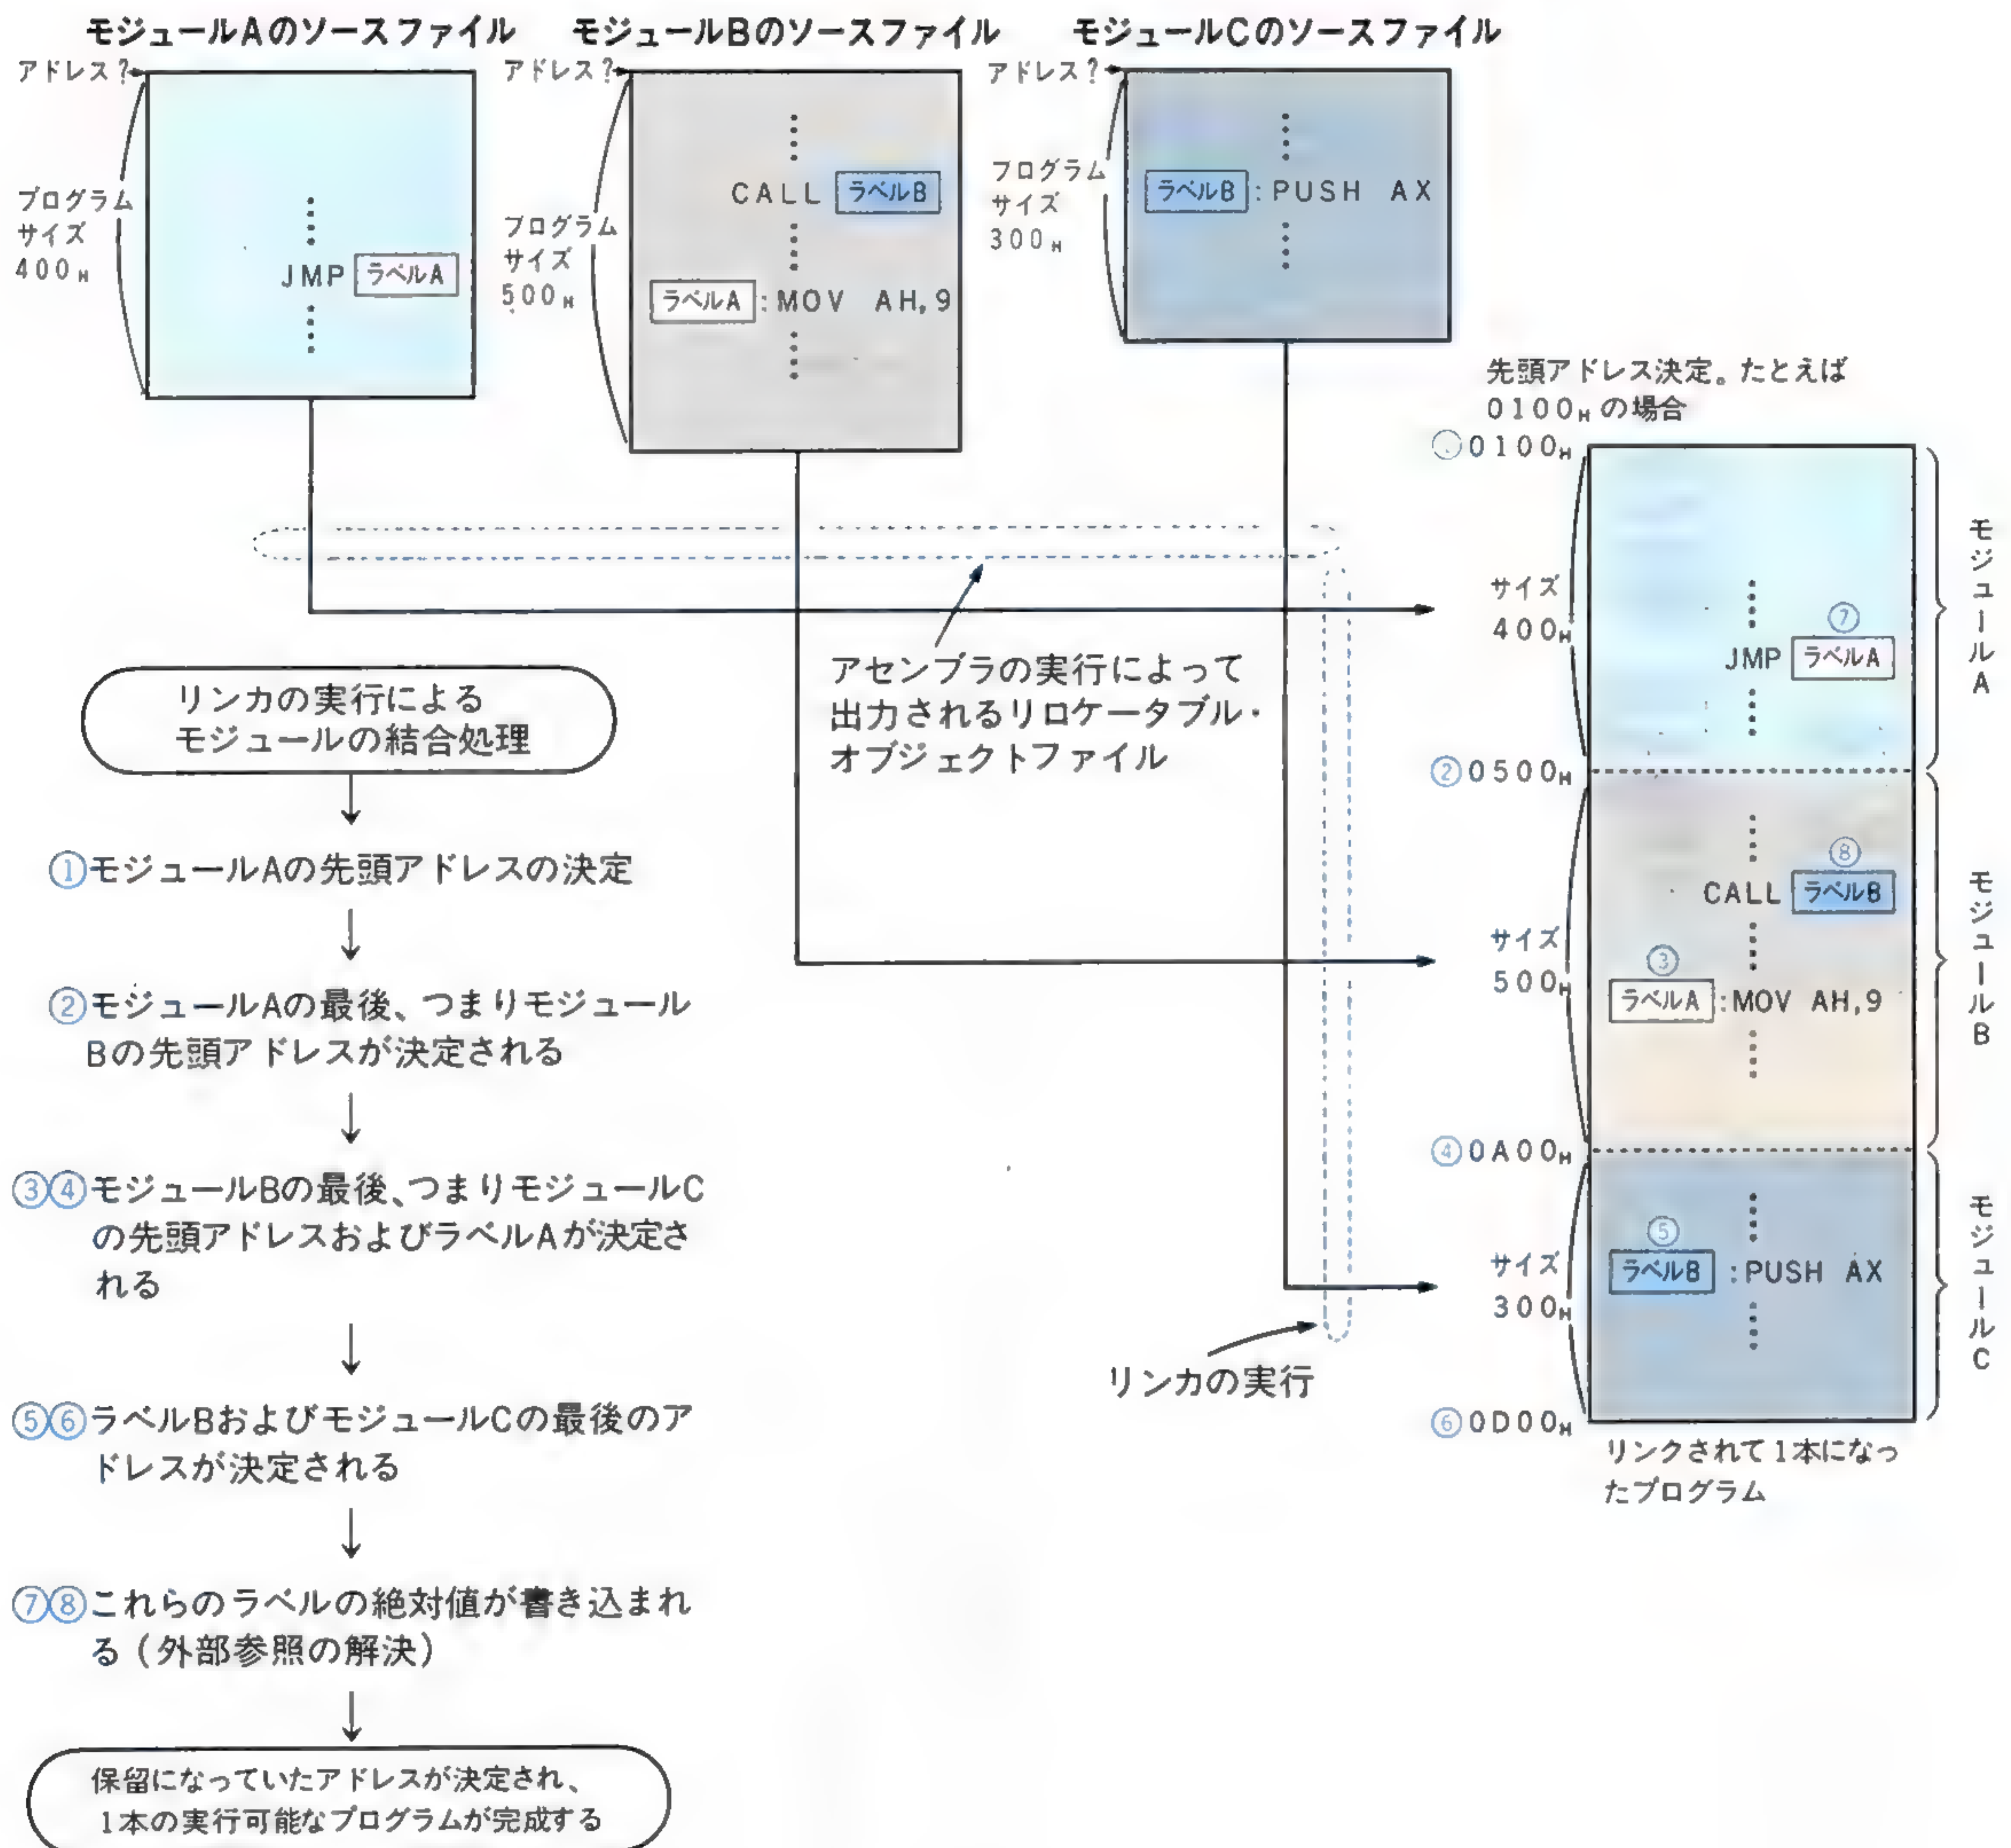 モジュールAのソースファイル
モジュールBのソースファイル
モジュールCのソースファイル
アドレス?
プログラム
サイズ
400H
JMP ラベルA
アドレス?
プログラム
サイズ
500H
CALL ラベルB
ラベルA:MOV AH,9
アドレス?
プログラム
サイズ
300H
ラベルB:PUSH AX
先頭アドレス決定。たとえば
0100Hの場合
0100H
サイズ
400H
⑦
JMP ラベルA
モジュールA
②0500H
⑧
CALL ラベルB
サイズ
500H
③
ラベルA:MOV AH,9
モジュールB
④0A00H
サイズ
300H
⑤
ラベルB:PUSH AX
モジュールC
⑥0D00H
リンクされて1本になっ
たプログラム
アセンブラの実行によって
出力されるリロケータブル・
オブジェクトファイル
リンカの実行
リンカの実行による
モジュールの結合処理
①モジュールAの先頭アドレスの決定
②モジュールAの最後、つまりモジュール
Bの先頭アドレスが決定される
③④モジュールBの最後、つまりモジュールC
の先頭アドレスおよびラベルAが決定さ
れる
⑤⑥ラベルBおよびモジュールCの最後のア
ドレスが決定される
⑦⑧これらのラベルの絶対値が書き込まれ
る(外部参照の解決)
保留になっていたアドレスが決定され、
1本の実行可能なプログラムが完成する